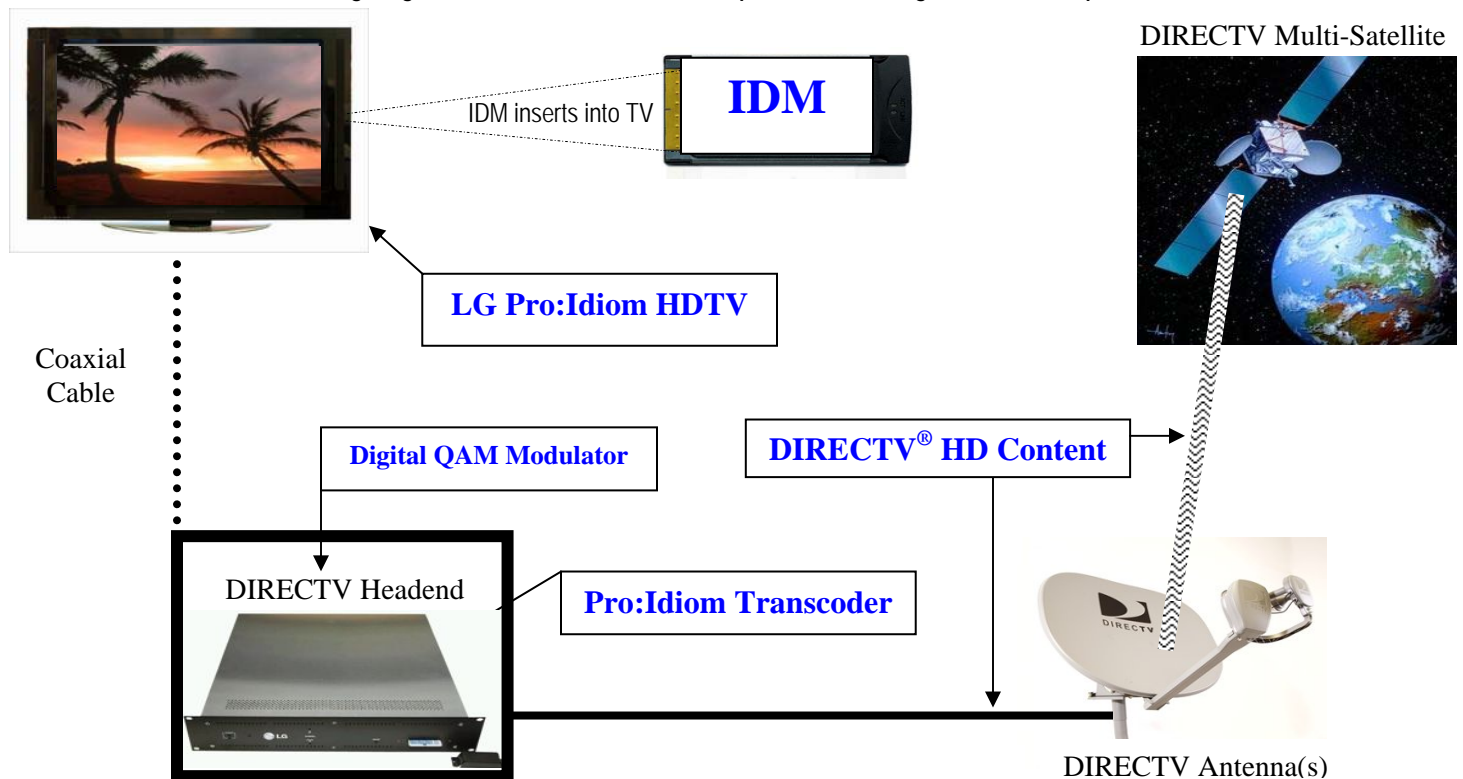 DIRECTV Multi-Satellite
IDM
IDM inserts into TV
LG Pro:Idiom HDTV
Coaxial
Cable
Digital QAM Modulator
DIRECTV® HD Content
DIRECTV Headend
Pro:Idiom Transcoder
DIRECTV
LG
DIRECTV Antenna(s)